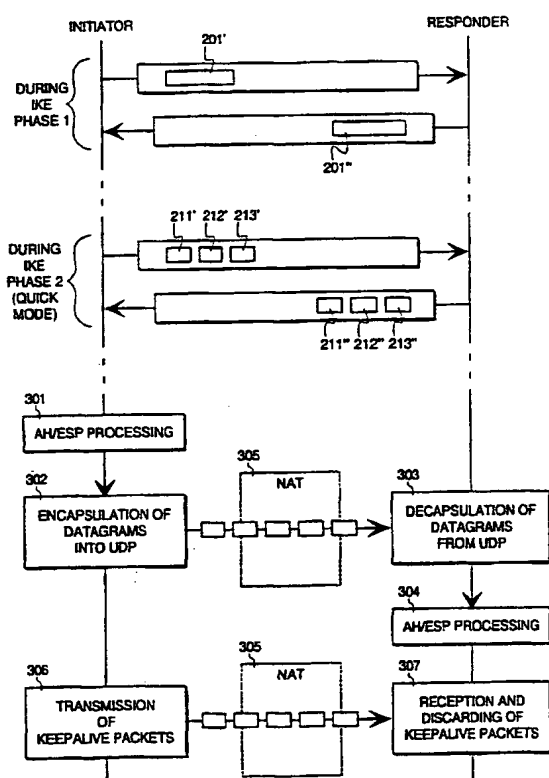 INITIATOR
RESPONDER
201'
DURING
IKE
PHASE 1
201"
211' 212' 213'
DURING
IKE
PHASE 2
(QUICK
MODE)
211" 212" 213"
301
AH/ESP PROCESSING
302
ENCAPSULATION OF
DATAGRAMS
INTO UDP
305
NAT
303
DECAPSULATION OF
DATAGRAMS
FROM UDP
304
AH/ESP PROCESSING
306
TRANSMISSION
OF
KEEPALIVE PACKETS
305
NAT
307
RECEPTION AND
DISCARDING OF
KEEPALIVE PACKETS